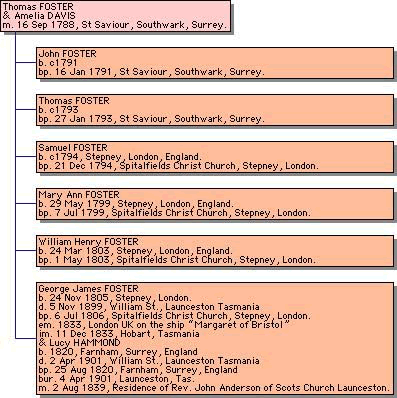 Thomas FOSTER
& Amelia DAVIS
m. 16 Sep 1788, St Saviour, Southwark, Surrey.
John FOSTER
b. c1791
bp. 16 Jan 1791, St Saviour, Southwark, Surrey.
Thomas FOSTER
b. c1793
bp. 27 Jan 1793, St Saviour, Southwark, Surrey.
Samuel FOSTER
b. c1794, Stepney, London, England.
bp. 21 Dec 1794, Spitalfields Christ Church, Stepney, London.
Mary Ann FOSTER
b. 29 May 1799, Stepney, London, England.
bp. 7 Jul 1799, Spitalfields Christ Church, Stepney, London.
William Henry FOSTER
b. 24 Mar 1803, Stepney, London, England.
bp. 1 May 1803, Spitalfields Christ Church, Stepney, London.
George James FOSTER
b. 24 Nov 1805, Stepney, London.
d. 5 Nov 1899, William St., Launceston Tasmania
bp. 6 Jul 1806, Spitalfields Christ Church, Stepney, London.
em. 1833, London UK on the ship "Margaret of Bristol"
im. 11 Dec 1833, Hobart, Tasmania
& Lucy HAMMOND
b. 1820, Farnham, Surrey, England
d. 2 Apr 1901, William St, Launceston Tasmania
bp. 25 Aug 1820, Farnham, Surrey, England
bur. 4 Apr 1901, Launceston, Tas.
m. 2 Aug 1839, Residence of Rev. John Anderson of Scots Church Launceston.